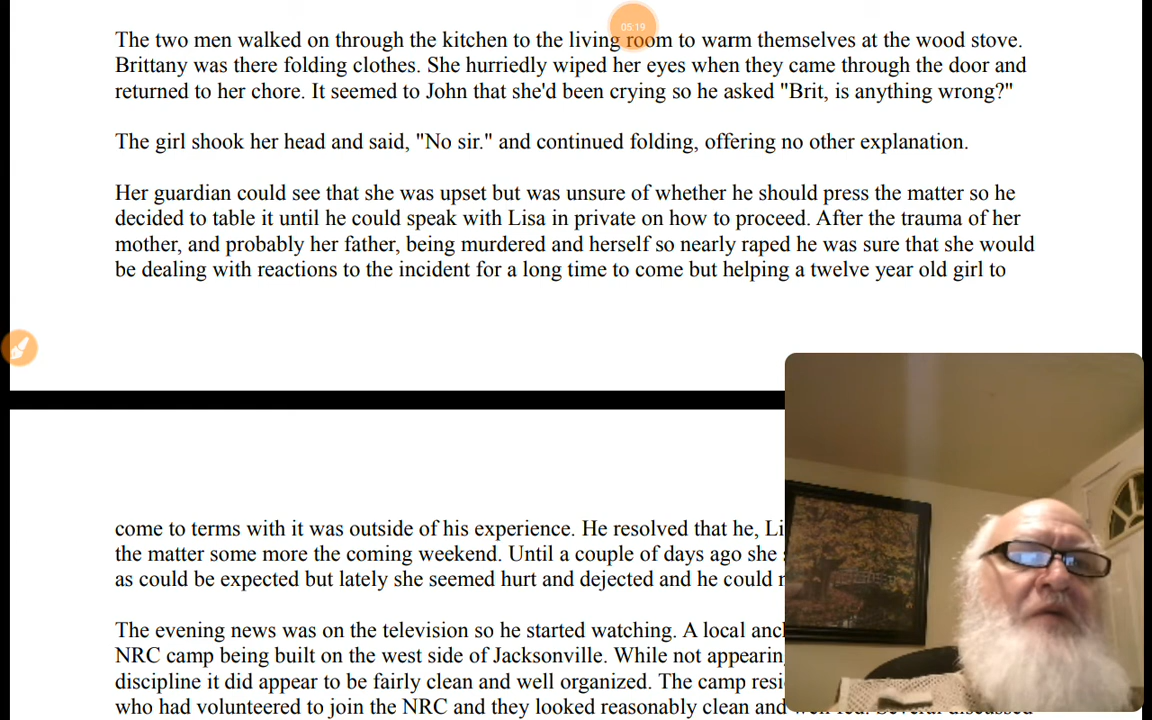 05:19
The two men walked on through the kitchen to the living room to warm themselves at the wood stove.
Brittany was there folding clothes. She hurriedly wiped her eyes when they came through the door and
returned to her chore. It seemed to John that she'd been crying so he asked "Brit, is anything wrong?"
The girl shook her head and said, "No sir." and continued folding, offering no other explanation.
Her guardian could see that she was upset but was unsure of whether he should press the matter so he
decided to table it until he could speak with Lisa in private on how to proceed. After the trauma of her
mother, and probably her father, being murdered and herself so nearly raped he was sure that she would
be dealing with reactions to the incident for a long time to come but helping a twelve year old girl to
come to terms with it was outside of his experience. He resolved that he, Li
the matter some more the coming weekend. Until a couple of days ago she
as could be expected but lately she seemed hurt and dejected and he could
The evening news was on the television so he started watching. A local anc
NRC camp being built on the west side of Jacksonville. While not appearin
discipline it did appear to be fairly clean and well organized. The camp resi
who had volunteered to join the NRC and they looked reasonably clean and